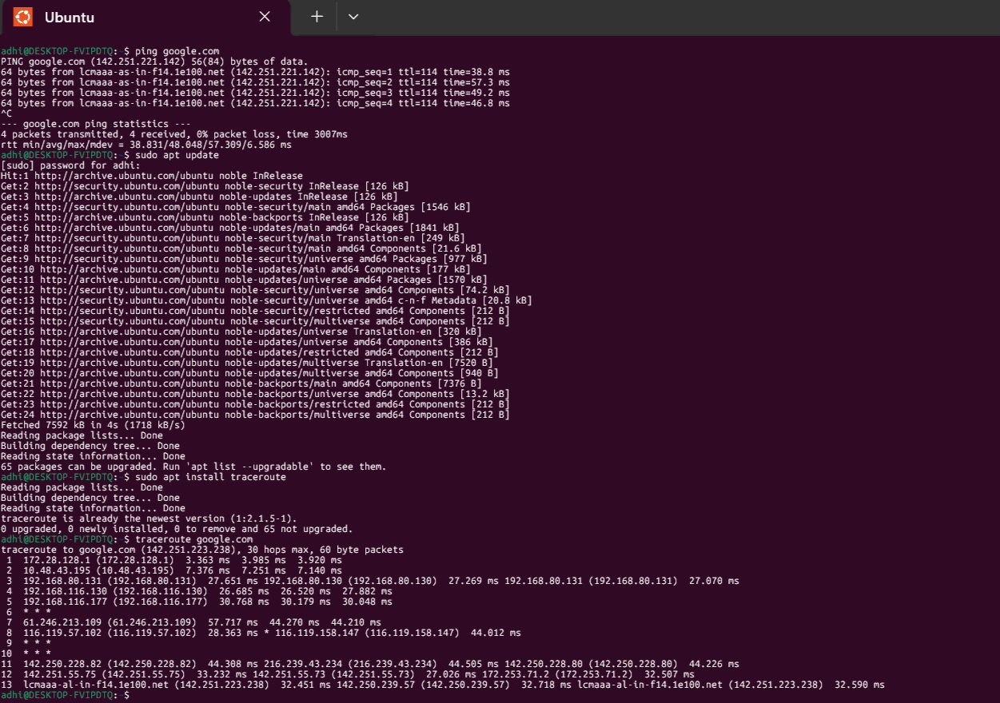 Ubuntu
adhi@DESKTOP-FVIPDTQ:~$ ping google.com
PING google.com (142.251.221.142) 56(84) bytes of data.
64 bytes from lcmaaa-as-in-f14.1e100.net (142.251.221.142): icmp_seq=1 ttl=114 time=38.8 ms
64 bytes from lcmaaa-as-in-f14.1e100.net (142.251.221.142): icmp_seq=2 ttl=114 time=57.3 ms
64 bytes from lcmaaa-as-in-f14.1e100.net (142.251.221.142): icmp_seq=3 ttl=114 time=49.2 ms
64 bytes from lcmaaa-as-in-f14.1e100.net (142.251.221.142): icmp_seq=4 ttl=114 time=46.8 ms
^C
--- google.com ping statistics ---
4 packets transmitted, 4 received, 0% packet loss, time 3007ms
rtt min/avg/max/mdev = 38.831/48.048/57.309/6.586 ms
adhi@DESKTOP-FVIPDTQ:~$ sudo apt update
[sudo] password for adhi:
Hit:1 http://archive.ubuntu.com/ubuntu noble InRelease
Get:2 http://security.ubuntu.com/ubuntu noble-security InRelease [126 kB]
Get:3 http://archive.ubuntu.com/ubuntu noble-updates InRelease [126 kB]
Get:4 http://security.ubuntu.com/ubuntu noble-security/main amd64 Packages [1546 kB]
Get:5 http://archive.ubuntu.com/ubuntu noble-backports InRelease [126 kB]
Get:6 http://archive.ubuntu.com/ubuntu noble-updates/main amd64 Packages [1841 kB]
Get:7 http://security.ubuntu.com/ubuntu noble-security/main Translation-en [249 kB]
Get:8 http://security.ubuntu.com/ubuntu noble-security/main amd64 Components [21.6 kB]
Get:9 http://security.ubuntu.com/ubuntu noble-security/universe amd64 Packages [977 kB]
Get:10 http://archive.ubuntu.com/ubuntu noble-updates/main amd64 Components [177 kB]
Get:11 http://archive.ubuntu.com/ubuntu noble-updates/universe amd64 Packages [1570 kB]
Get:12 http://security.ubuntu.com/ubuntu noble-security/universe amd64 Components [74.2 kB]
Get:13 http://security.ubuntu.com/ubuntu noble-security/universe amd64 c-n-f Metadata [20.8 kB]
Get:14 http://security.ubuntu.com/ubuntu noble-security/restricted amd64 Components [212 B]
Get:15 http://security.ubuntu.com/ubuntu noble-security/multiverse amd64 Components [212 B]
Get:16 http://archive.ubuntu.com/ubuntu noble-updates/universe Translation-en [320 kB]
Get:17 http://archive.ubuntu.com/ubuntu noble-updates/universe amd64 Components [386 kB]
Get:18 http://archive.ubuntu.com/ubuntu noble-updates/restricted amd64 Components [212 B]
Get:19 http://archive.ubuntu.com/ubuntu noble-updates/multiverse Translation-en [7520 B]
Get:20 http://archive.ubuntu.com/ubuntu noble-updates/multiverse amd64 Components [940 B]
Get:21 http://archive.ubuntu.com/ubuntu noble-backports/main amd64 Components [7376 B]
Get:22 http://archive.ubuntu.com/ubuntu noble-backports/universe amd64 Components [13.2 kB]
Get:23 http://archive.ubuntu.com/ubuntu noble-backports/restricted amd64 Components [212 B]
Get:24 http://archive.ubuntu.com/ubuntu noble-backports/multiverse amd64 Components [212 B]
Fetched 7592 kB in 4s (1718 kB/s)
Reading package lists... Done
Building dependency tree... Done
Reading state information... Done
65 packages can be upgraded. Run 'apt list --upgradable' to see them.
adhi@DESKTOP-FVIPDTQ:~$ sudo apt install traceroute
Reading package lists... Done
Building dependency tree... Done
Reading state information... Done
traceroute is already the newest version (1:2.1.5-1).
0 upgraded, 0 newly installed, 0 to remove and 65 not upgraded.
adhi@DESKTOP-FVIPDTQ:~$ traceroute google.com
traceroute to google.com (142.251.223.238), 30 hops max, 60 byte packets
1 172.28.128.1 (172.28.128.1) 3.363 ms 3.985 ms 3.920 ms
2 10.48.43.195 (10.48.43.195) 7.376 ms 7.251 ms 7.140 ms
3 192.168.80.131 (192.168.80.131) 27.651 ms 192.168.80.130 (192.168.80.130) 27.269 ms 192.168.80.131 (192.168.80.131) 27.070 ms
4 192.168.116.130 (192.168.116.130) 26.685 ms 26.520 ms 27.882 ms
5 192.168.116.177 (192.168.116.177) 30.768 ms 30.179 ms 30.048 ms
6 * * *
7 61.246.213.109 (61.246.213.109) 57.717 ms 44.270 ms 44.210 ms
8 116.119.57.102 (116.119.57.102) 28.363 ms * 116.119.158.147 (116.119.158.147) 44.012 ms
9 * * *
10 * * *
11 142.250.228.82 (142.250.228.82) 44.308 ms 216.239.43.234 (216.239.43.234) 44.505 ms 142.250.228.80 (142.250.228.80) 44.226 ms
12 142.251.55.75 (142.251.55.75) 33.232 ms 142.251.55.73 (142.251.55.73) 27.026 ms 172.253.71.2 (172.253.71.2) 32.507 ms
13 lcmaaa-al-in-f14.1e100.net (142.251.223.238) 32.451 ms 142.250.239.57 (142.250.239.57) 32.718 ms lcmaaa-al-in-f14.1e100.net (142.251.223.238) 32.590 ms
adhi@DESKTOP-FVIPDTQ:~$